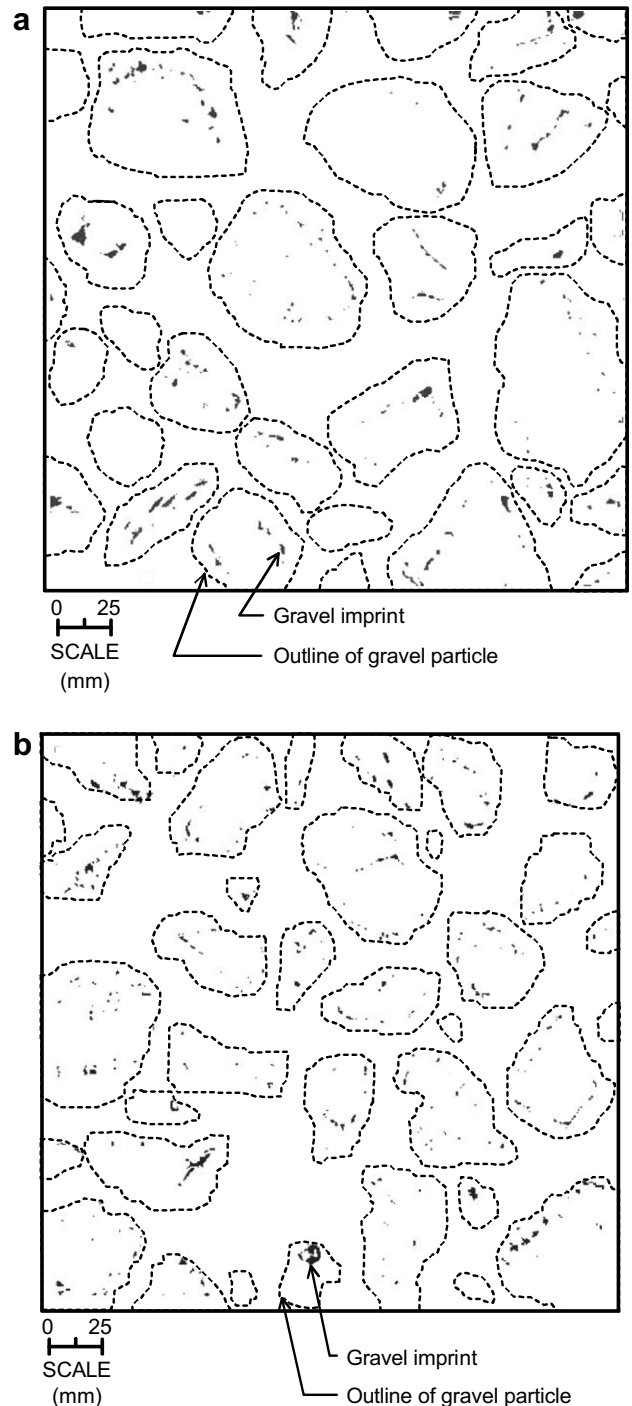 a
Gravel imprint
Outline of gravel particle
0 25
SCALE
(mm)
b
Gravel imprint
Outline of gravel particle
0 25
SCALE
(mm)